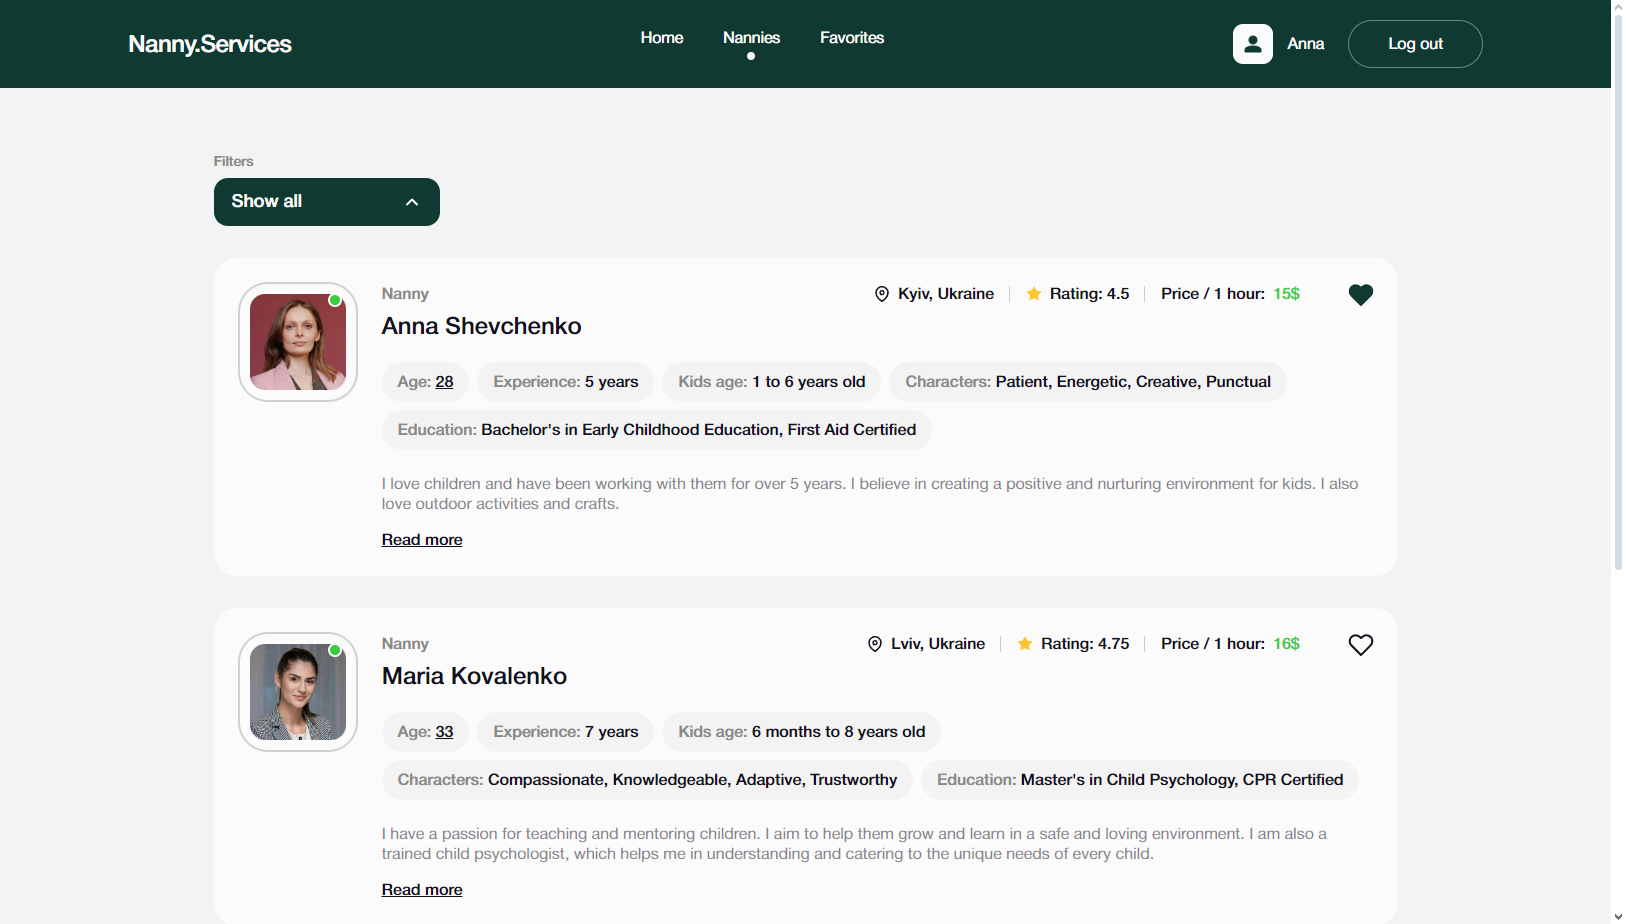 Nanny.Services
Home
Nannies
Favorites
Anna
Log out
Filters
Show all
Nanny
Kyiv, Ukraine
Rating: 4.5
Price / 1 hour: 15$
Anna Shevchenko
Age: 28
Experience: 5 years
Kids age: 1 to 6 years old
Characters: Patient, Energetic, Creative, Punctual
Education: Bachelor's in Early Childhood Education, First Aid Certified
I love children and have been working with them for over 5 years. I believe in creating a positive and nurturing environment for kids. I also
love outdoor activities and crafts.
Read more
Nanny
Lviv, Ukraine
Rating: 4.75
Price / 1 hour: 16$
Maria Kovalenko
Age: 33
Experience: 7 years
Kids age: 6 months to 8 years old
Characters: Compassionate, Knowledgeable, Adaptive, Trustworthy
Education: Master's in Child Psychology, CPR Certified
I have a passion for teaching and mentoring children. I aim to help them grow and learn in a safe and loving environment. I am also a
trained child psychologist, which helps me in understanding and catering to the unique needs of every child.
Read more